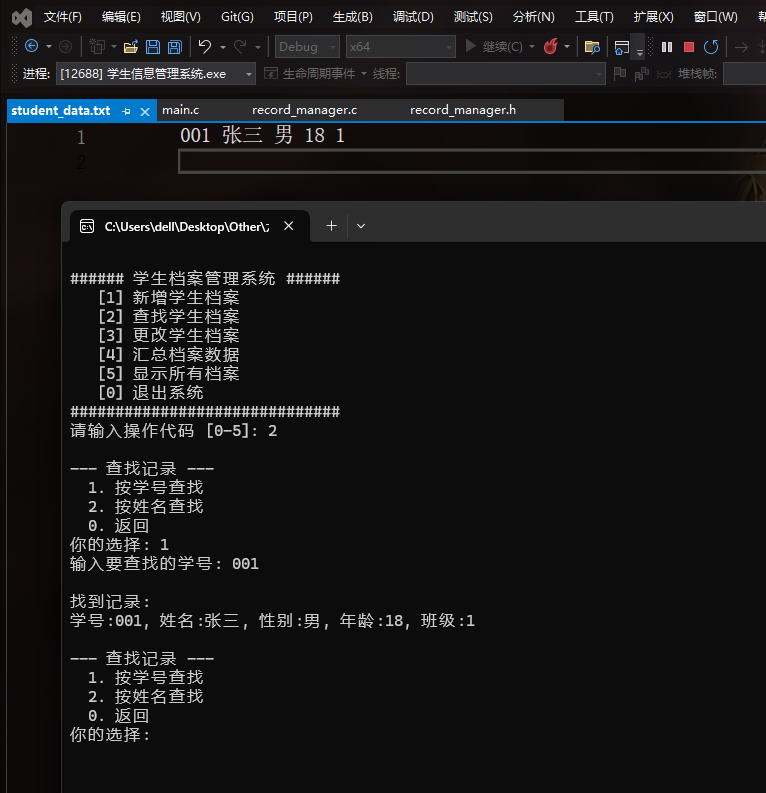 文件(F) 编辑(E) 视图(V) Git(G) 项目(P) 生成(B) 调试(D) 测试(S) 分析(N) 工具(T) 扩展(X) 窗口(W)
Debug x64 继续(C)
进程: [12688] 学生信息管理系统.exe 生命周期事件 线程: 堆栈帧:
student_data.txt main.c record_manager.c record_manager.h
1 001 张三 男 18 1
2
C:\Users\dell\Desktop\Other\
###### 学生档案管理系统 ######
[1] 新增学生档案
[2] 查找学生档案
[3] 更改学生档案
[4] 汇总档案数据
[5] 显示所有档案
[0] 退出系统
##############################
请输入操作代码 [0-5]: 2
--- 查找记录 ---
1. 按学号查找
2. 按姓名查找
0. 返回
你的选择: 1
输入要查找的学号: 001
找到记录:
学号:001, 姓名:张三, 性别:男, 年龄:18, 班级:1
--- 查找记录 ---
1. 按学号查找
2. 按姓名查找
0. 返回
你的选择: